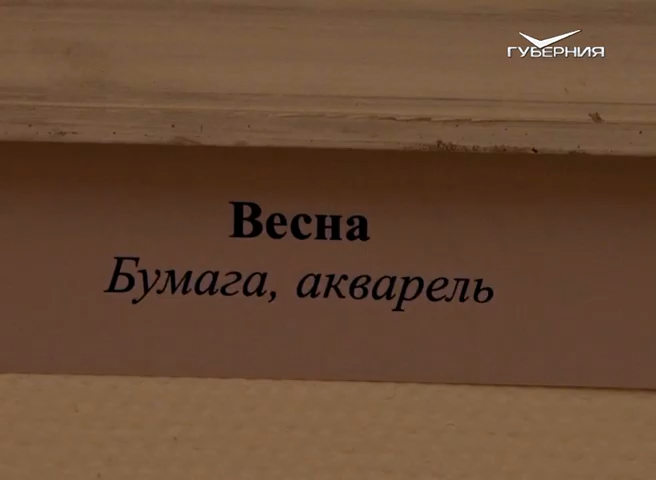 ГУБЕРНИЯ
Весна
Бумага, акварель